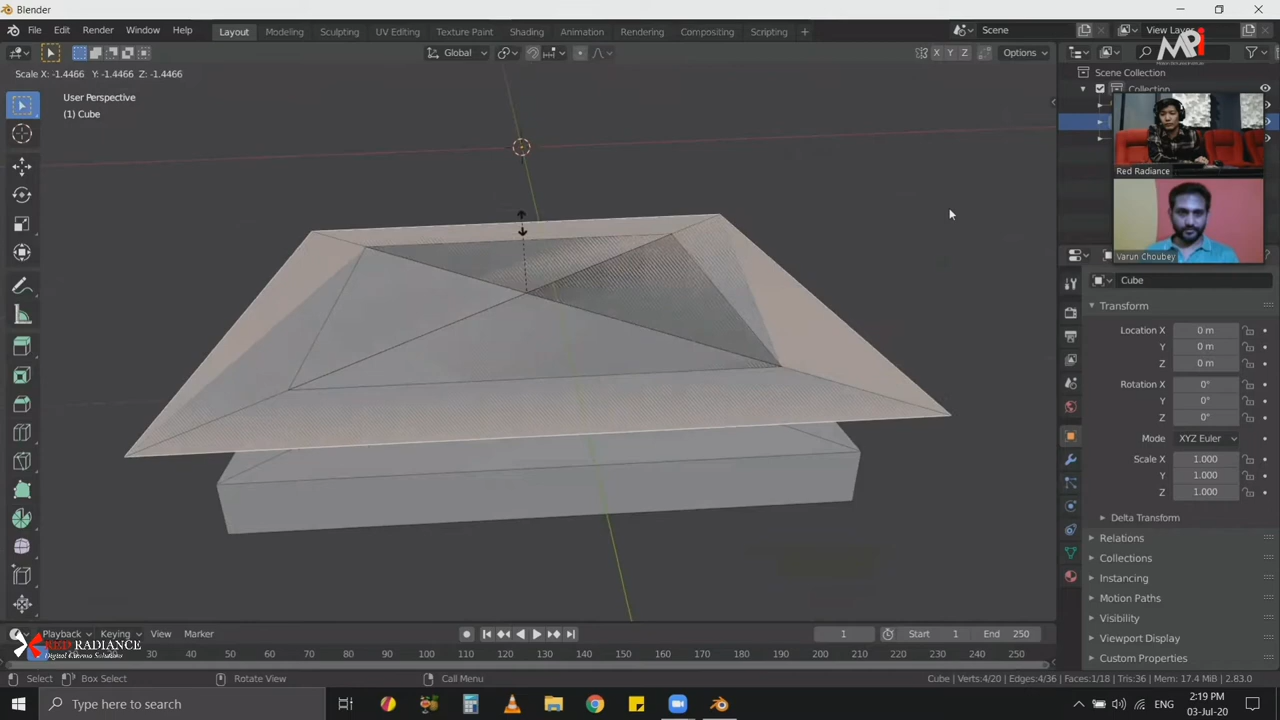 Blender
File Edit Render Window Help Layout Modeling Sculpting UV Editing Texture Paint Shading Animation Rendering Compositing Scripting + Scene View Layer
MRI
Global X Y Z Options
Scale X: -1.4466 Y: -1.4466 Z: -1.4466
Scene Collection
Collection
User Perspective
(1) Cube
Red Radiance
Varun Choubey
Cube
Transform
Location X 0 m
Y 0 m
Z 0 m
Rotation X 0°
Y 0°
Z 0°
Mode XYZ Euler
Scale X 1.000
Y 1.000
Z 1.000
Delta Transform
Relations
Collections
Instancing
Motion Paths
Visibility
Viewport Display
Custom Properties
Playback Keying View Marker 1 Start 1 End 250
RED RADIANCE
Digital Cinema Solutions
30 40 50 60 70 80 90 100 110 120 130 140 150 160 170 180 190 200 210 220 230 240 250
Select Box Select Rotate View Call Menu Cube | Verts:4/20 | Edges:4/36 | Faces:1/18 | Tris:36 | Mem: 17.4 MiB | 2.83.0
Type here to search ENG 2:19 PM
03-Jul-20